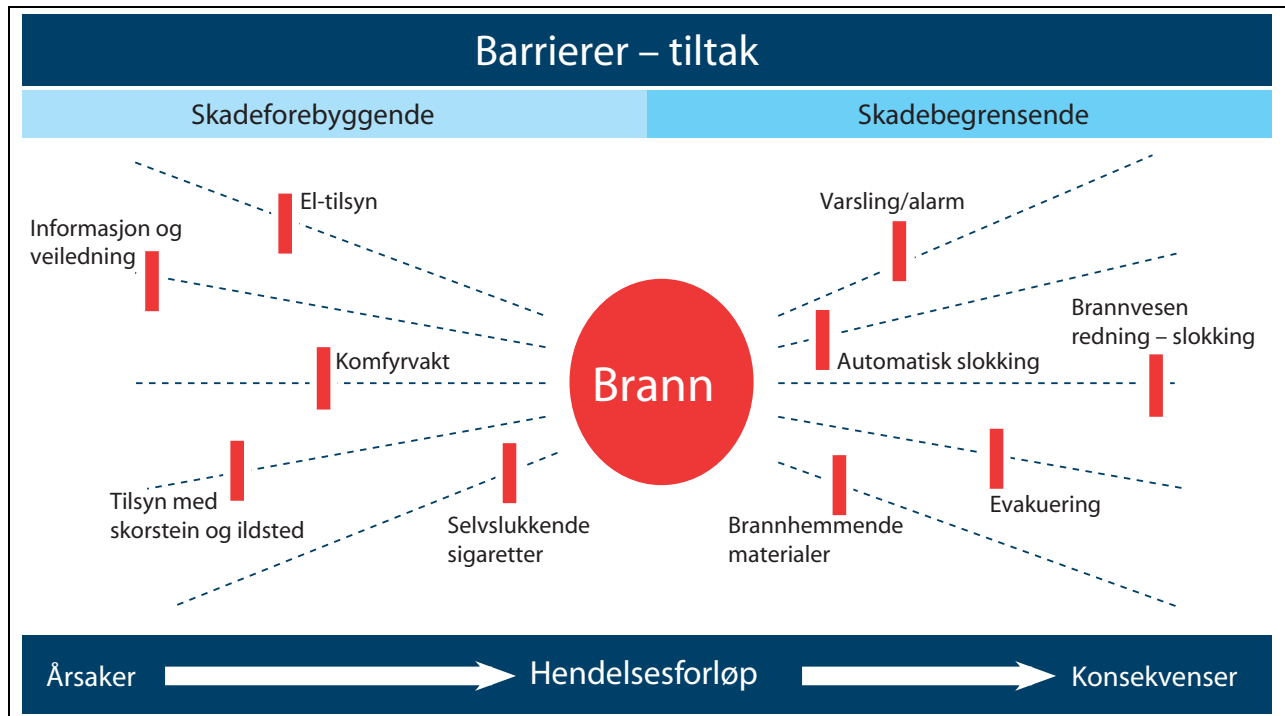 Barrierer – tiltak
Skadeforebyggende
Skadebegrensende
El-tilsyn
Informasjon og
veiledning
Komfyrvakt
Tilsyn med
skorstein og ildsted
Selvslukkende
sigaretter
Brann
Varsling/alarm
Automatisk slokking
Brannvesen
redning – slokking
Evakuering
Brannhemmende
materialer
Årsaker
Hendelsesforløp
Konsekvenser